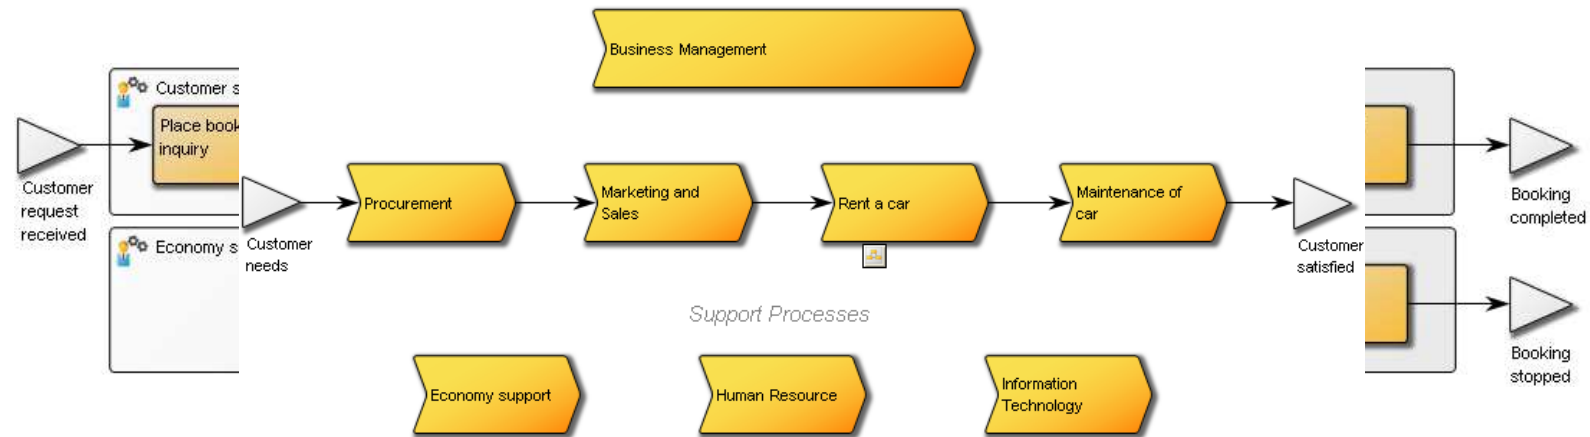 Business Management
Customer s
Place book
inquiry
Customer
request
received
Economy s
Customer
needs
Procurement
Marketing and
Sales
Rent a car
Maintenance of
car
Customer
satisfied
Booking
completed
Booking
stopped
Support Processes
Economy support
Human Resource
Information
Technology